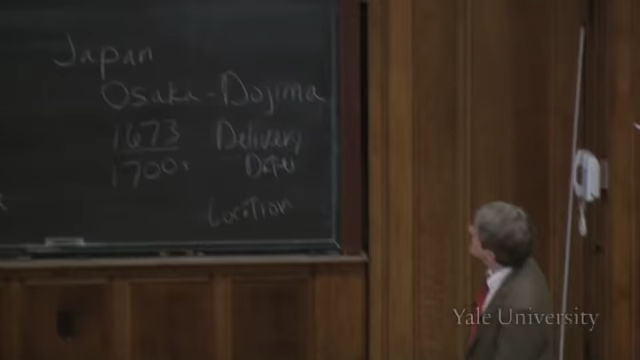 Japan
Osaka-Dojima
1673 Delivery
1700s Date
Location
Yale University